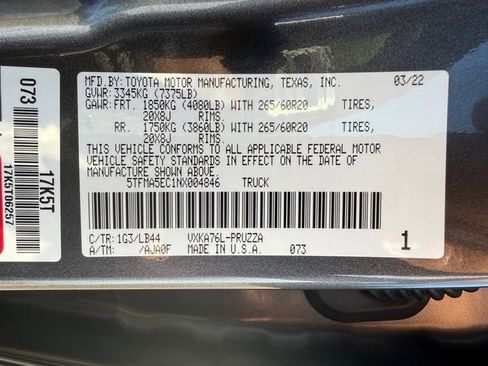 MFD.BY: TOYOTA MOTOR MANUFACTURING, TEXAS, INC. 03/22
GVWR: 3345KG (7375LB)
GAWR: FRT. 1850KG (4080LB) WITH 265/60R20 TIRES,
20X8J RIMS.
RR. 1750KG (3860LB) WITH 265/60R20 TIRES,
20X8J RIMS.
THIS VEHICLE CONFORMS TO ALL APPLICABLE FEDERAL MOTOR
VEHICLE SAFETY STANDARDS IN EFFECT ON THE DATE OF
MANUFACTURE SHOWN ABOVE.
5TFMA5EC1NX004846 TRUCK
C/TR: 1G3/LB44 VXKA76L-PRUZZA
A/TM: /AJA0F MADE IN U.S.A. 073
1
073
17K5T
17K5T06257